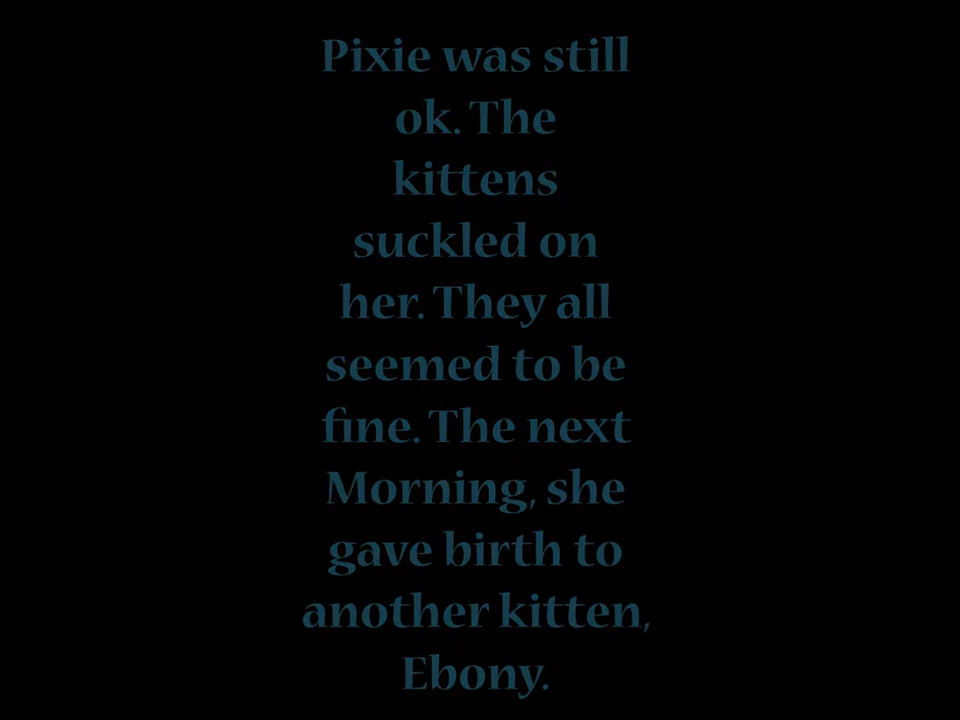 Pixie was still
ok. The
kittens
suckled on
her. They all
seemed to be
fine. The next
Morning, she
gave birth to
another kitten,
Ebony.